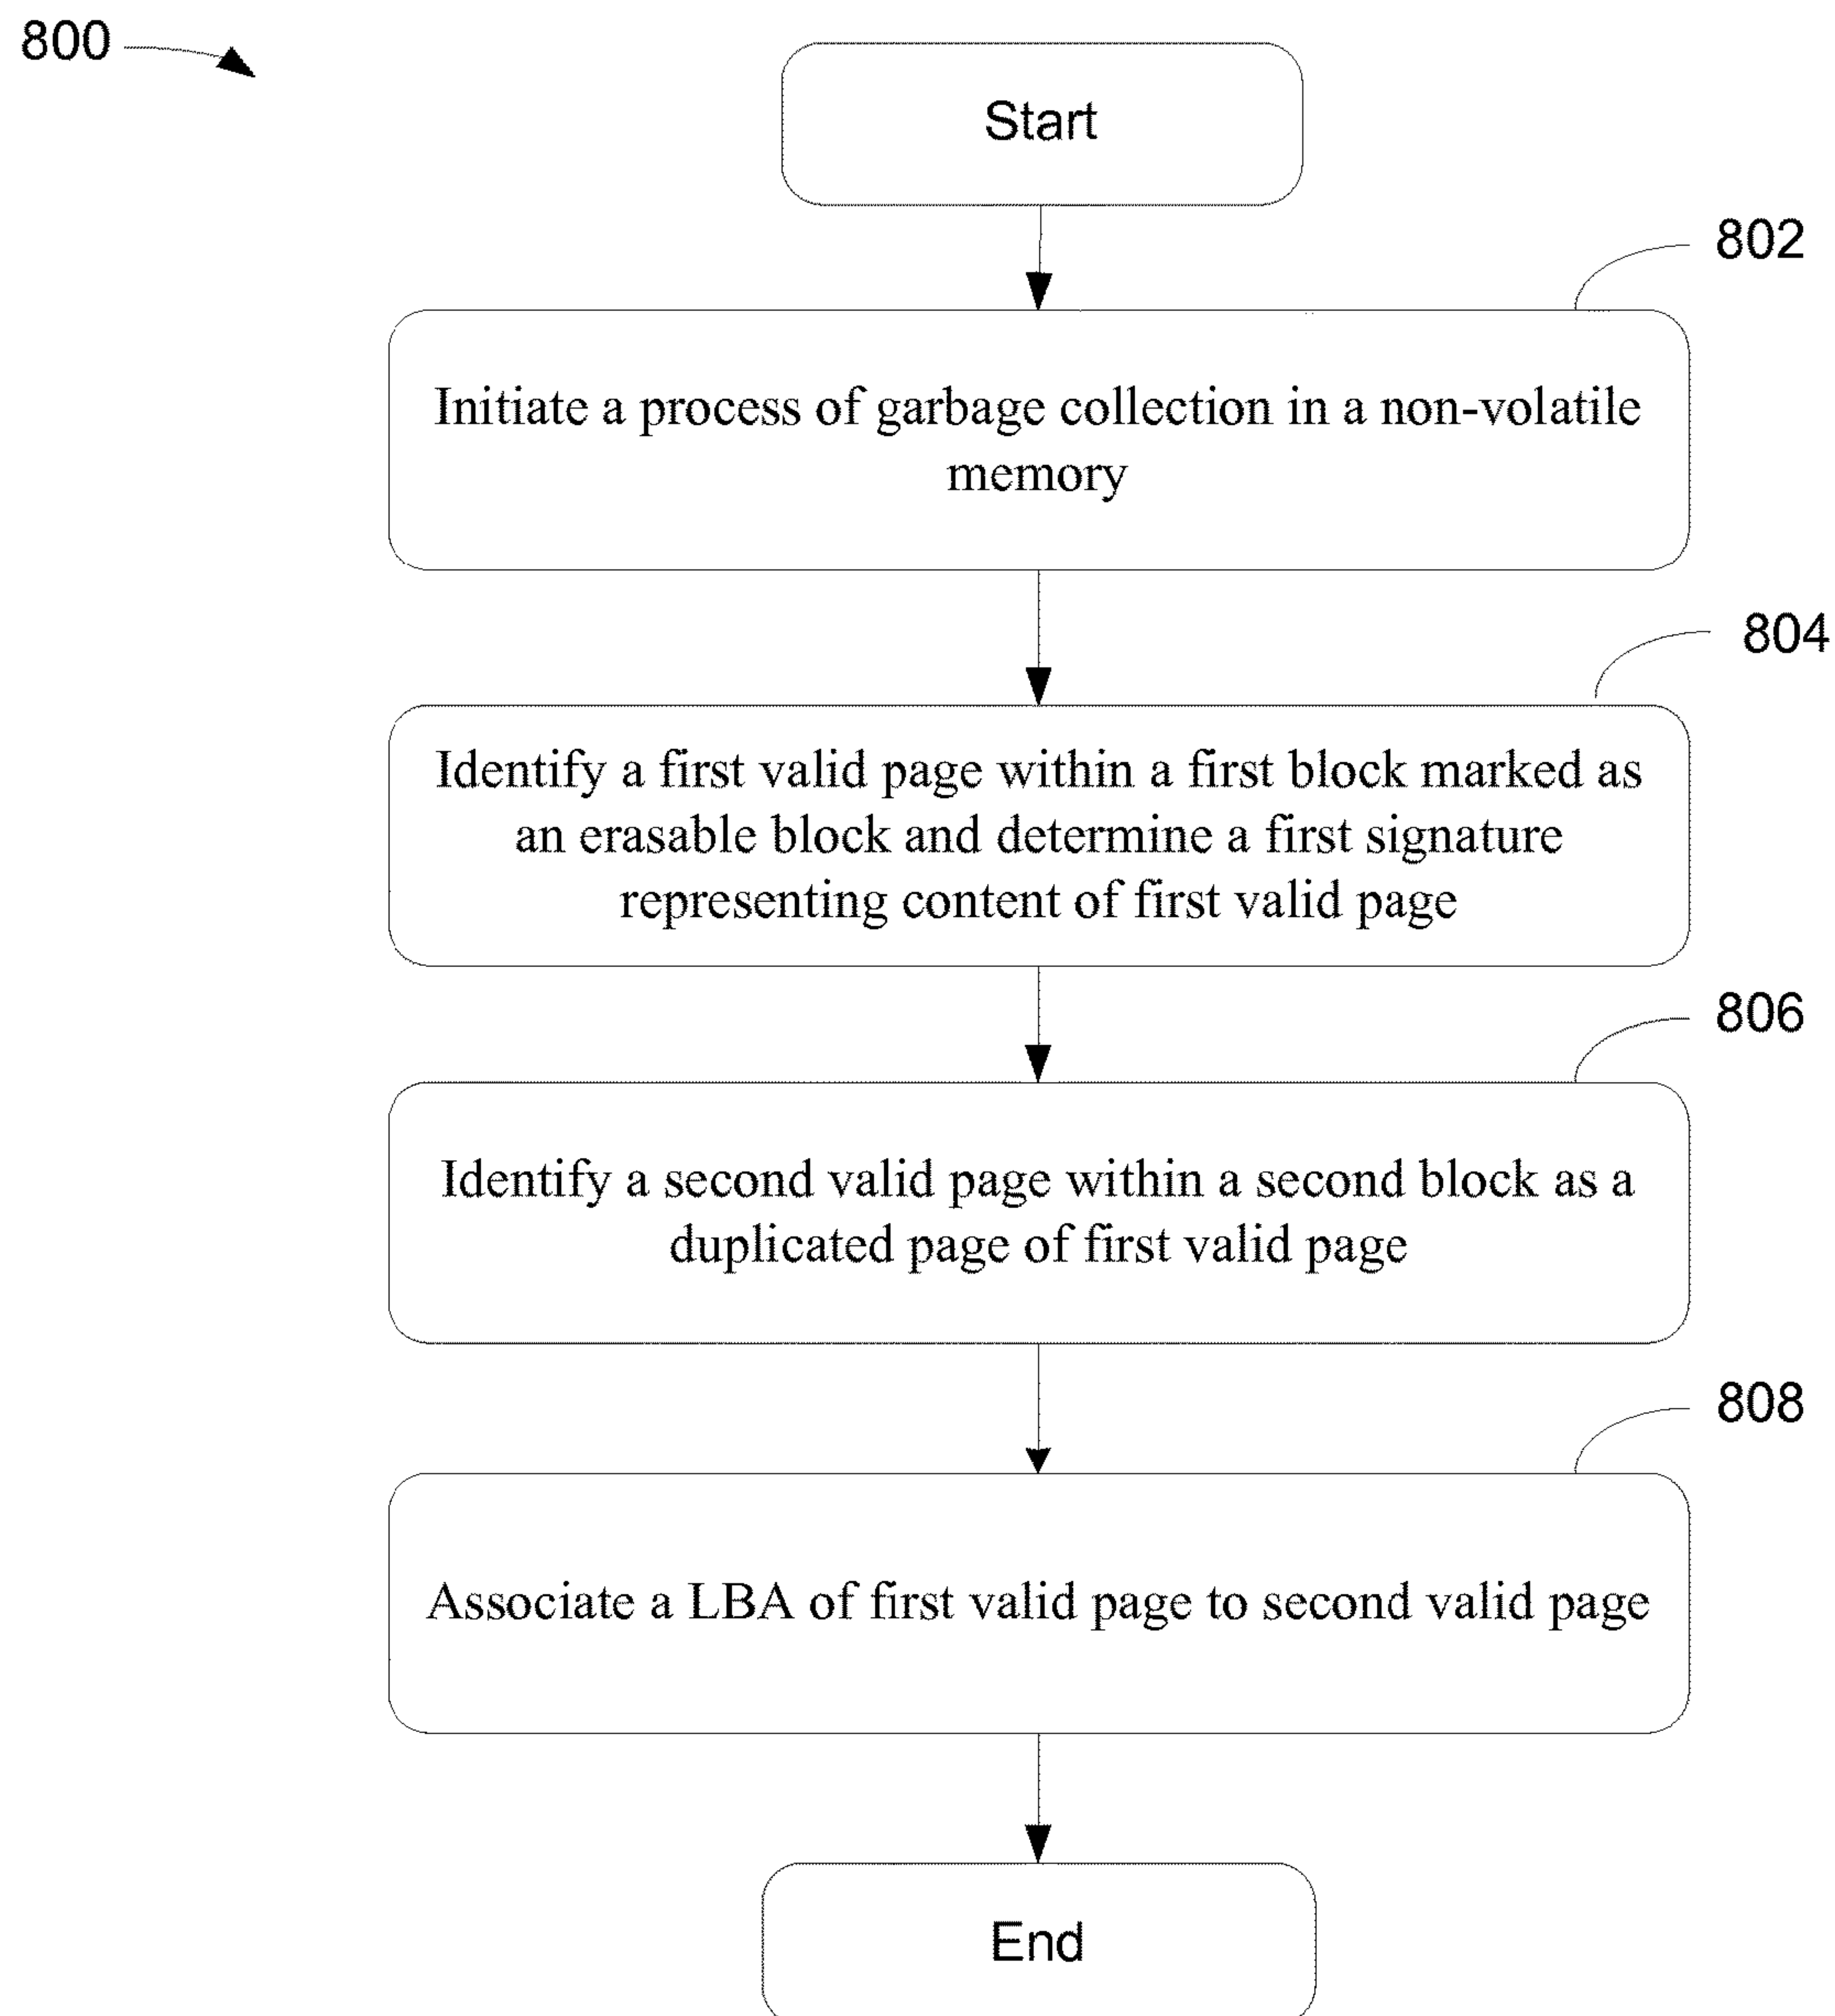 800
Start
802
Initiate a process of garbage collection in a non-volatile
memory
804
Identify a first valid page within a first block marked as
an erasable block and determine a first signature
representing content of first valid page
806
Identify a second valid page within a second block as a
duplicated page of first valid page
808
Associate a LBA of first valid page to second valid page
End